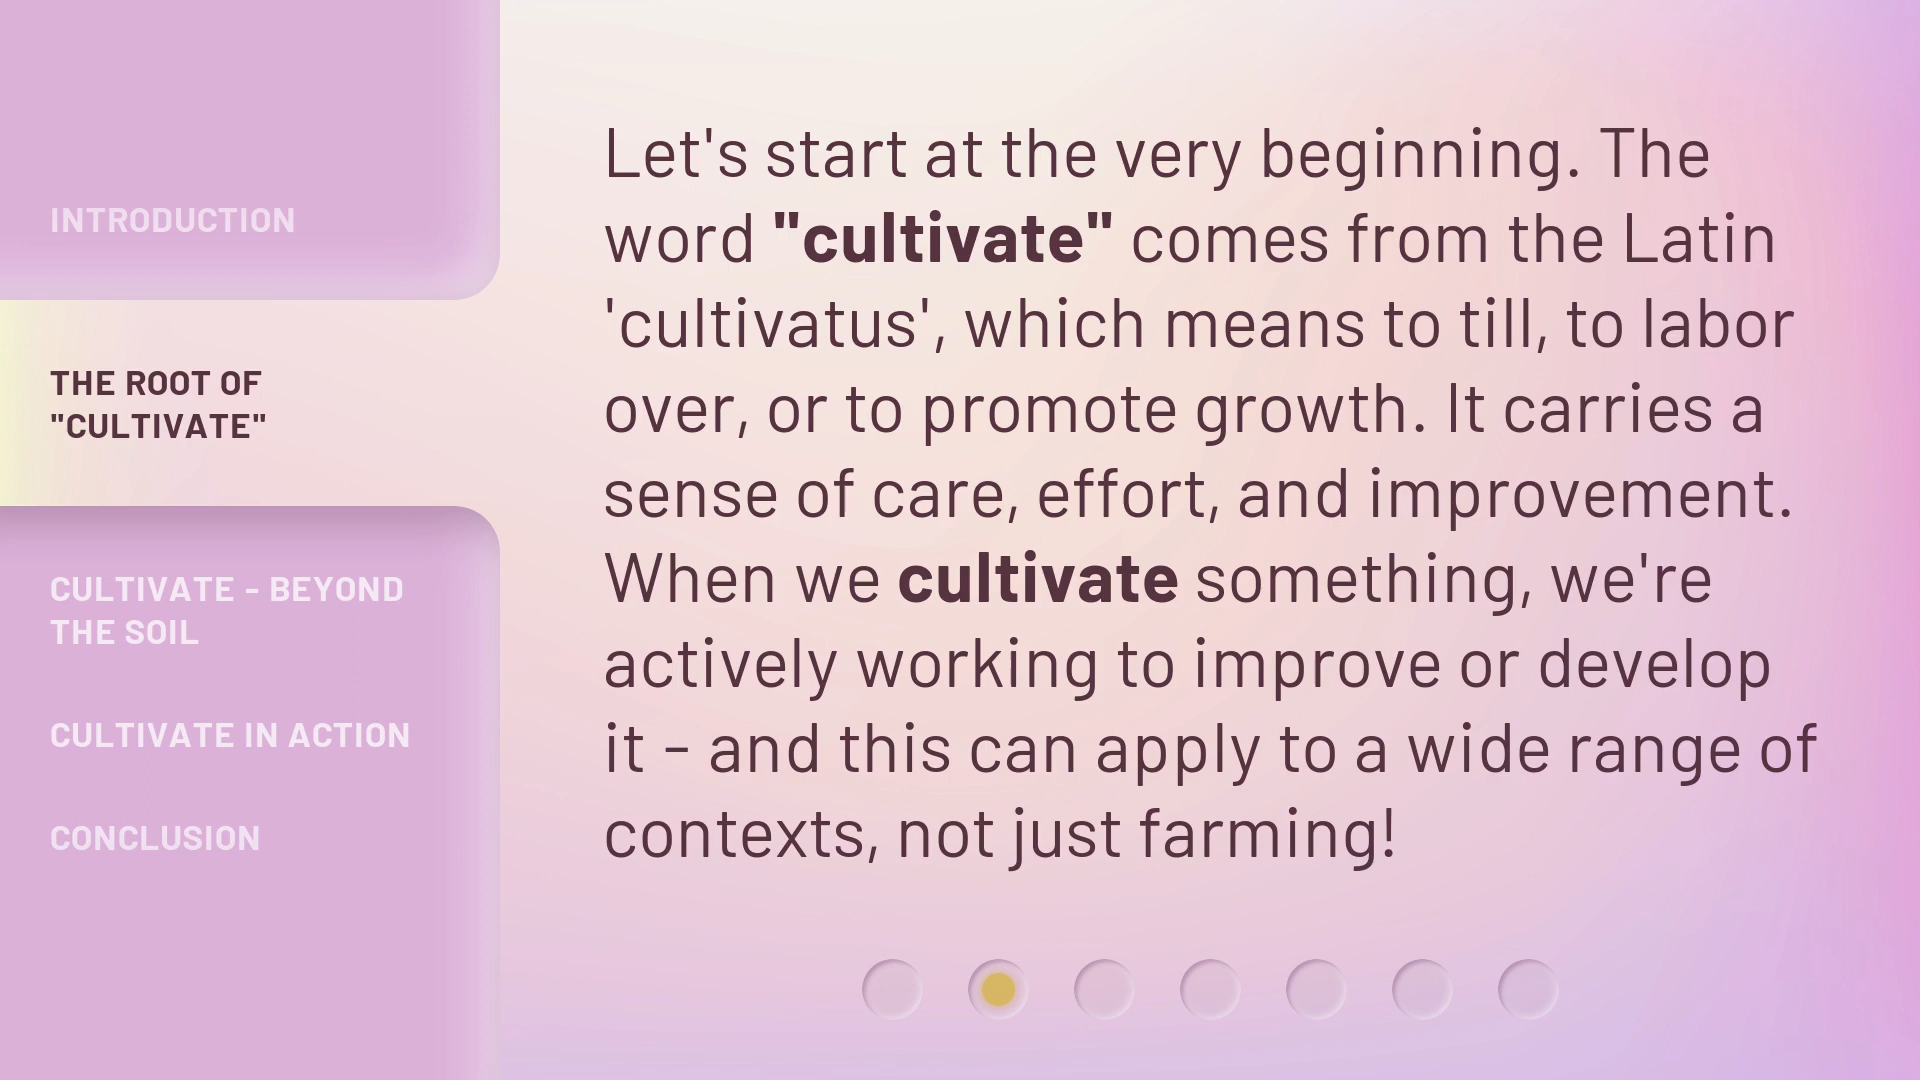 INTRODUCTION
THE ROOT OF
"CULTIVATE"
CULTIVATE - BEYOND
THE SOIL
CULTIVATE IN ACTION
CONCLUSION
Let's start at the very beginning. The
word "cultivate" comes from the Latin
'cultivatus', which means to till, to labor
over, or to promote growth. It carries a
sense of care, effort, and improvement.
When we cultivate something, we're
actively working to improve or develop
it - and this can apply to a wide range of
contexts, not just farming!